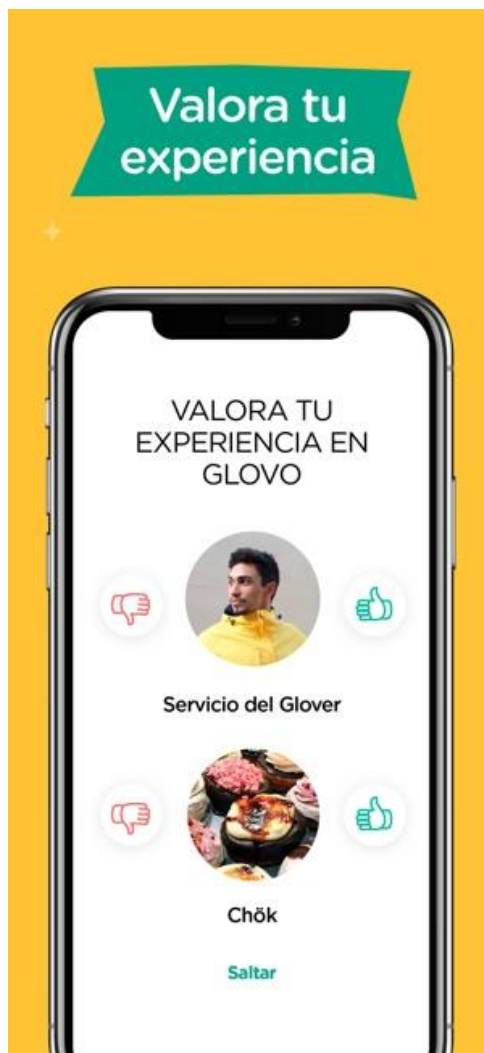 Valora tu
experiencia
VALORA TU
EXPERIENCIA EN
GLOVO
Servicio del Glover
Chök
Saltar